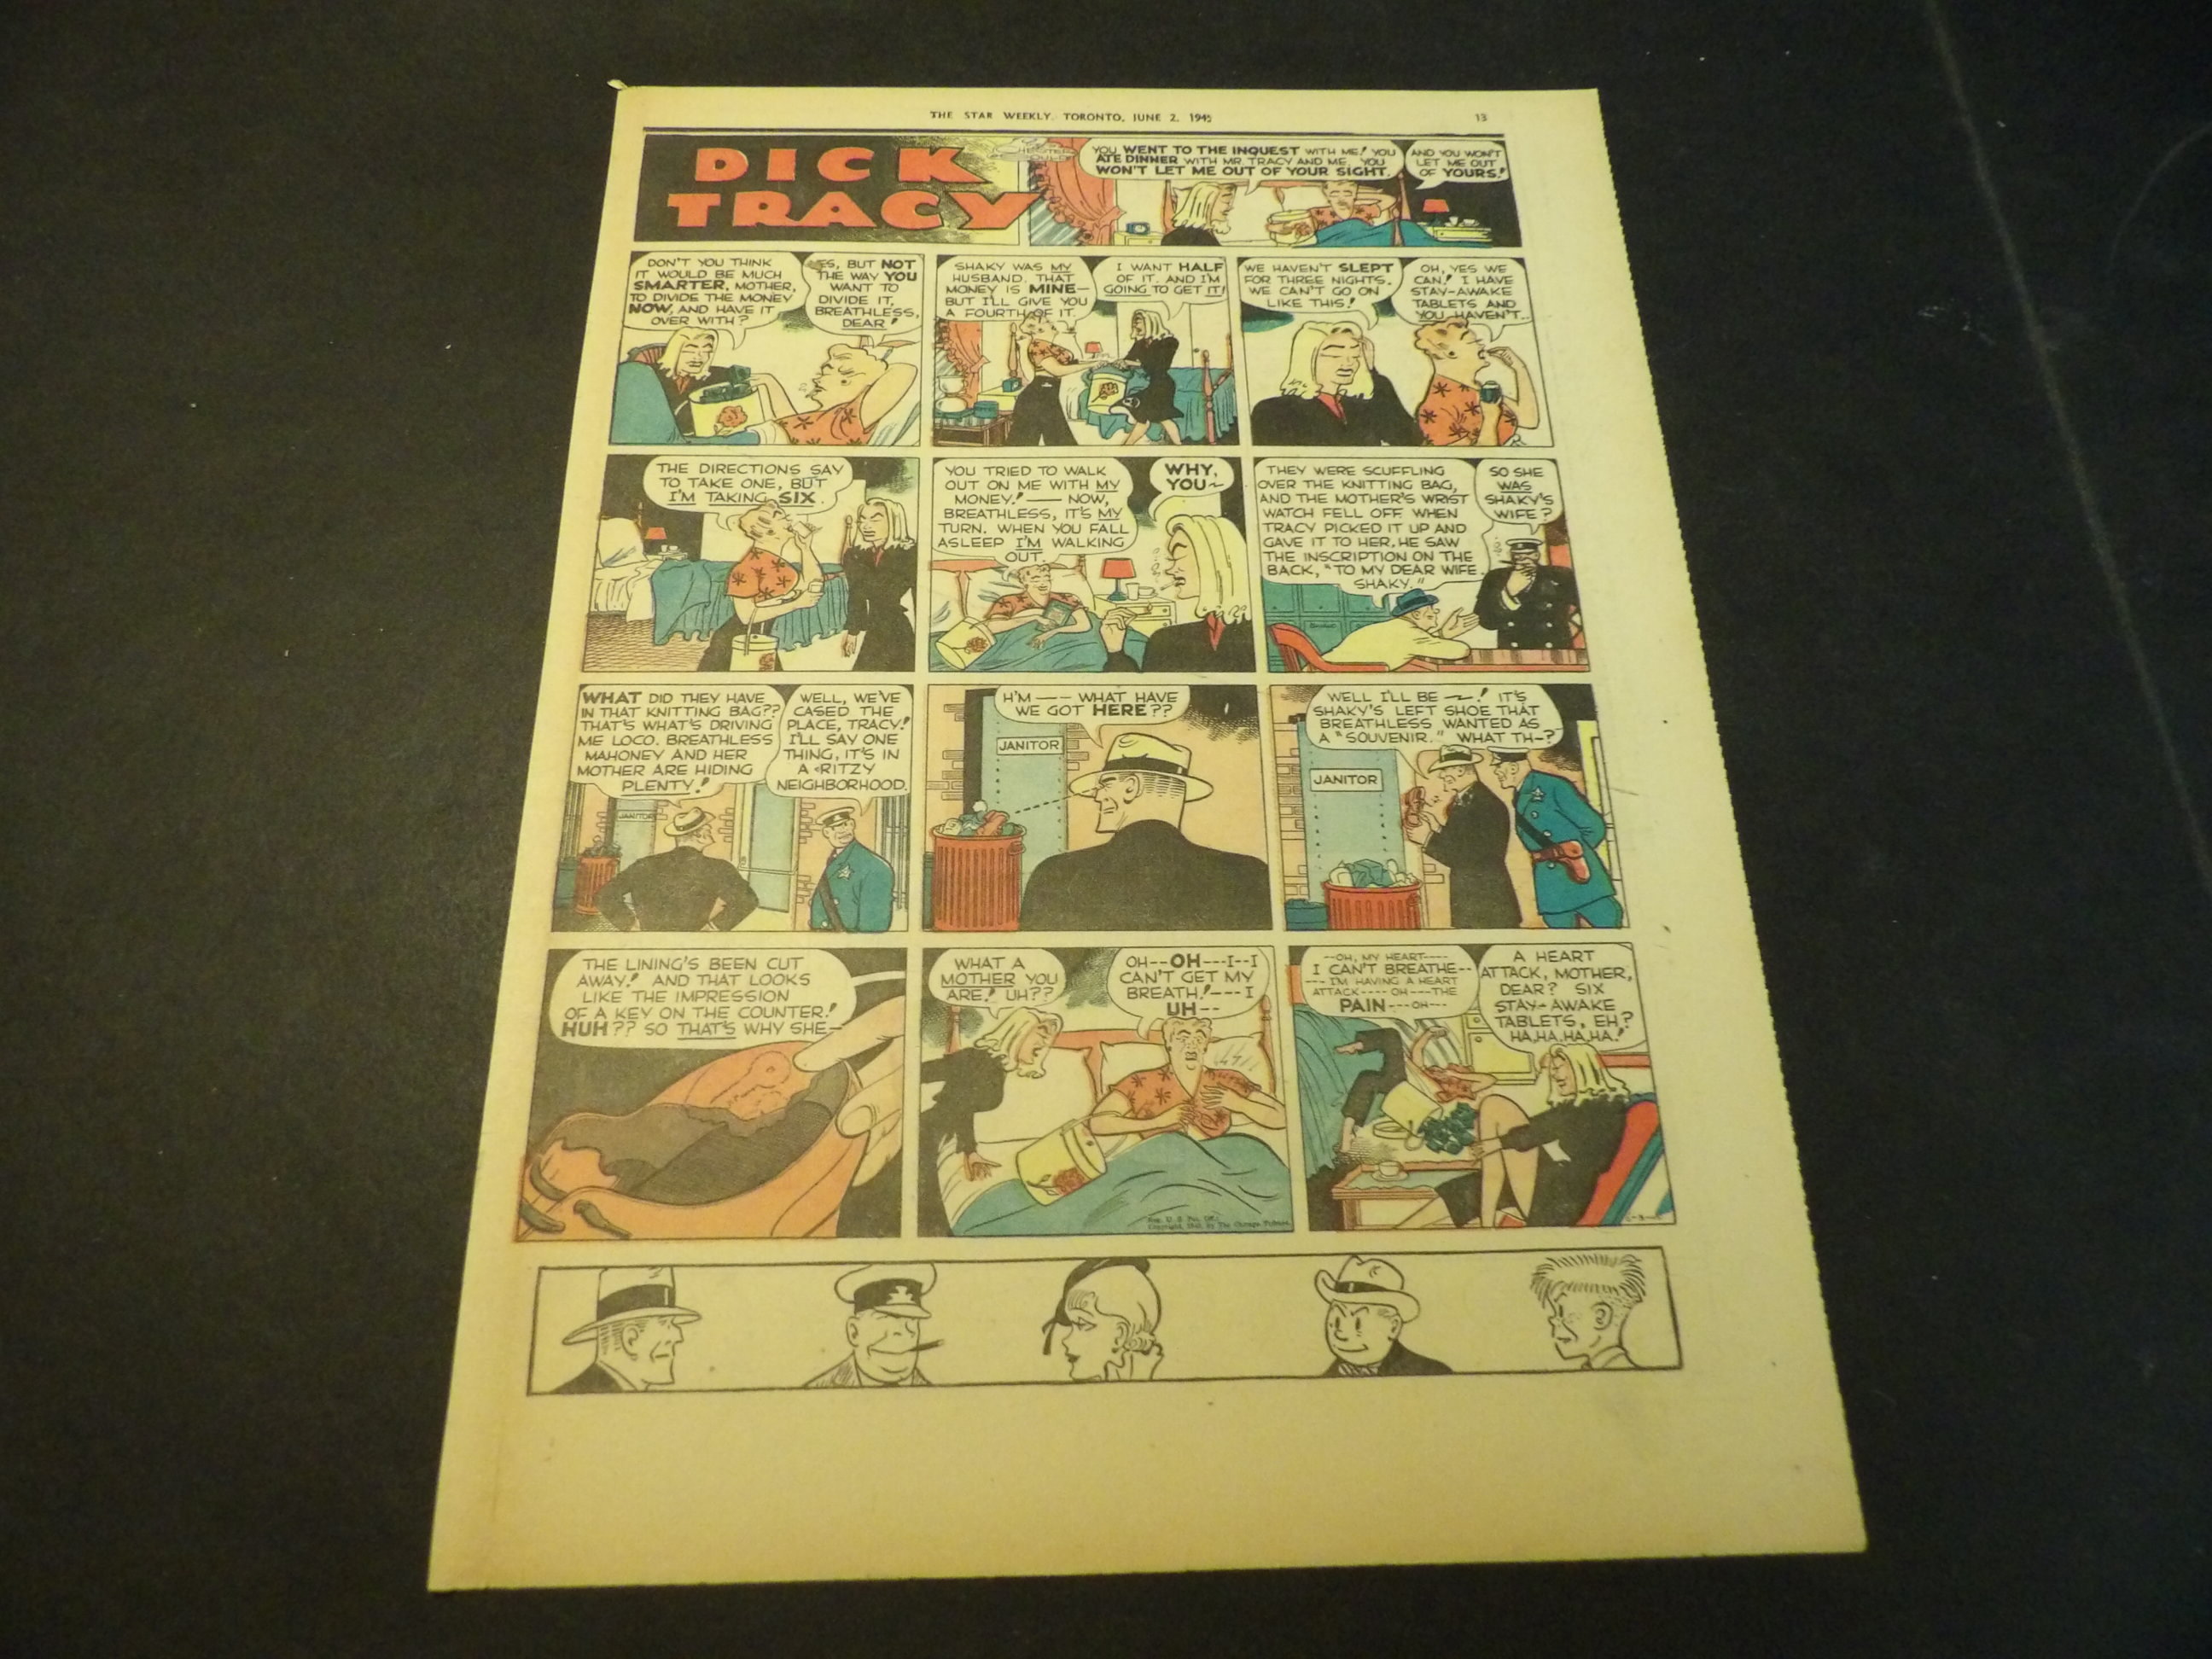 THE STAR WEEKLY, TORONTO, JUNE 2, 1945
13
DICK
TRACY
CHESTER
GOULD
YOU WENT TO THE INQUEST WITH ME! YOU
ATE DINNER WITH MR. TRACY AND ME. YOU
WON'T LET ME OUT OF YOUR SIGHT.
AND YOU WON'T
LET ME OUT
OF YOURS!
DON'T YOU THINK
IT WOULD BE MUCH
SMARTER, MOTHER,
TO DIVIDE THE MONEY
NOW, AND HAVE IT
OVER WITH?
YES, BUT NOT
THE WAY YOU
WANT TO
DIVIDE IT,
BREATHLESS,
DEAR!
SHAKY WAS MY
HUSBAND. THAT
MONEY IS MINE—
BUT I'LL GIVE YOU
A FOURTH OF IT.
I WANT HALF
OF IT. AND I'M
GOING TO GET IT!
WE HAVEN'T SLEPT
FOR THREE NIGHTS.
WE CAN'T GO ON
LIKE THIS!
OH, YES WE
CAN! I HAVE
STAY-AWAKE
TABLETS AND
YOU HAVEN'T..
THE DIRECTIONS SAY
TO TAKE ONE, BUT
I'M TAKING SIX.
YOU TRIED TO WALK
OUT ON ME WITH MY
MONEY! — NOW,
BREATHLESS, IT'S MY
TURN. WHEN YOU FALL
ASLEEP I'M WALKING
OUT.
WHY,
YOU~
THEY WERE SCUFFLING
OVER THE KNITTING BAG,
AND THE MOTHER'S WRIST
WATCH FELL OFF. WHEN
TRACY PICKED IT UP AND
GAVE IT TO HER, HE SAW
THE INSCRIPTION ON THE
BACK, "TO MY DEAR WIFE.
SHAKY."
SO SHE
WAS
SHAKY'S
WIFE?
WHAT DID THEY HAVE
IN THAT KNITTING BAG??
THAT'S WHAT'S DRIVING
ME LOCO. BREATHLESS
MAHONEY AND HER
MOTHER ARE HIDING
PLENTY!
WELL, WE'VE
CASED THE
PLACE, TRACY!
I'LL SAY ONE
THING, IT'S IN
A RITZY
NEIGHBORHOOD.
JANITOR
H'M — — WHAT HAVE
WE GOT HERE??
JANITOR
WELL I'LL BE ~! IT'S
SHAKY'S LEFT SHOE THAT
BREATHLESS WANTED AS
A "SOUVENIR." WHAT TH—?
JANITOR
THE LINING'S BEEN CUT
AWAY! AND THAT LOOKS
LIKE THE IMPRESSION
OF A KEY ON THE COUNTER!
HUH?? SO THAT'S WHY SHE—
WHAT A
MOTHER YOU
ARE! UH??
OH--OH---I--I
CAN'T GET MY
BREATH!---I
UH--
--OH, MY HEART----
I CAN'T BREATHE--
---I'M HAVING A HEART
ATTACK----OH---THE
PAIN---OH---
A HEART
ATTACK, MOTHER,
DEAR? SIX
STAY-AWAKE
TABLETS, EH?
HA, HA, HA, HA!
Reg. U. S. Pat. Off.:
Copyright, 1945, by The Chicago Tribune.